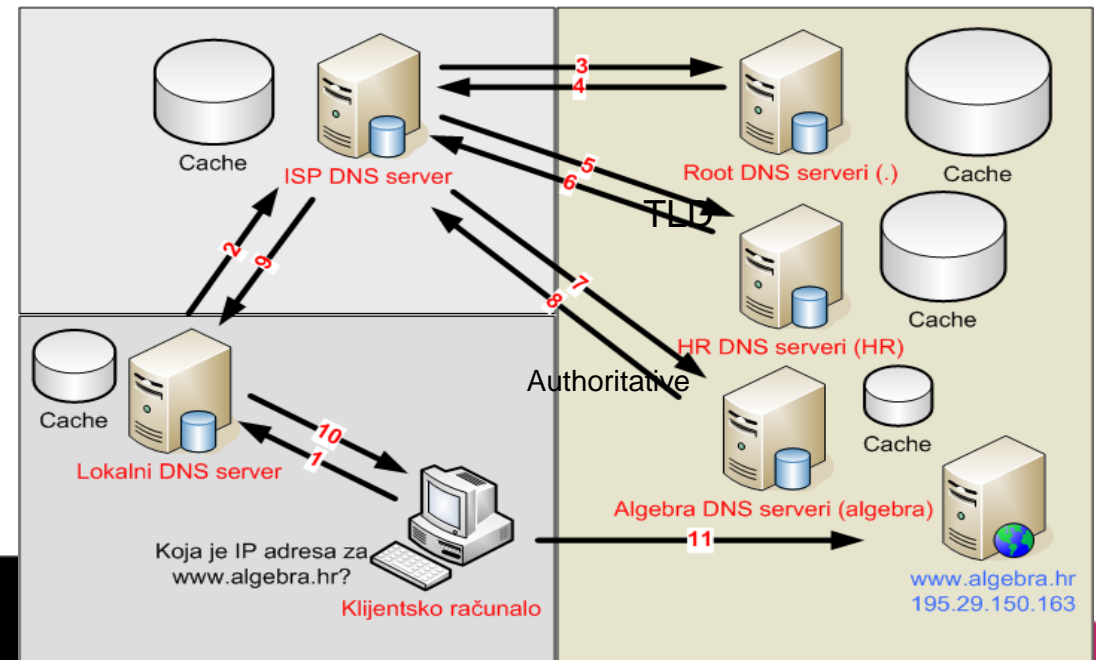 3
4
Cache
ISP DNS server
Root DNS serveri (.)
Cache
5
6
TLD
2
9
7
8
HR DNS serveri (HR)
Cache
Cache
Lokalni DNS server
10
1
Authoritative
Cache
Algebra DNS serveri (algebra)
Koja je IP adresa za
www.algebra.hr?
Klijentsko računalo
11
www.algebra.hr
195.29.150.163